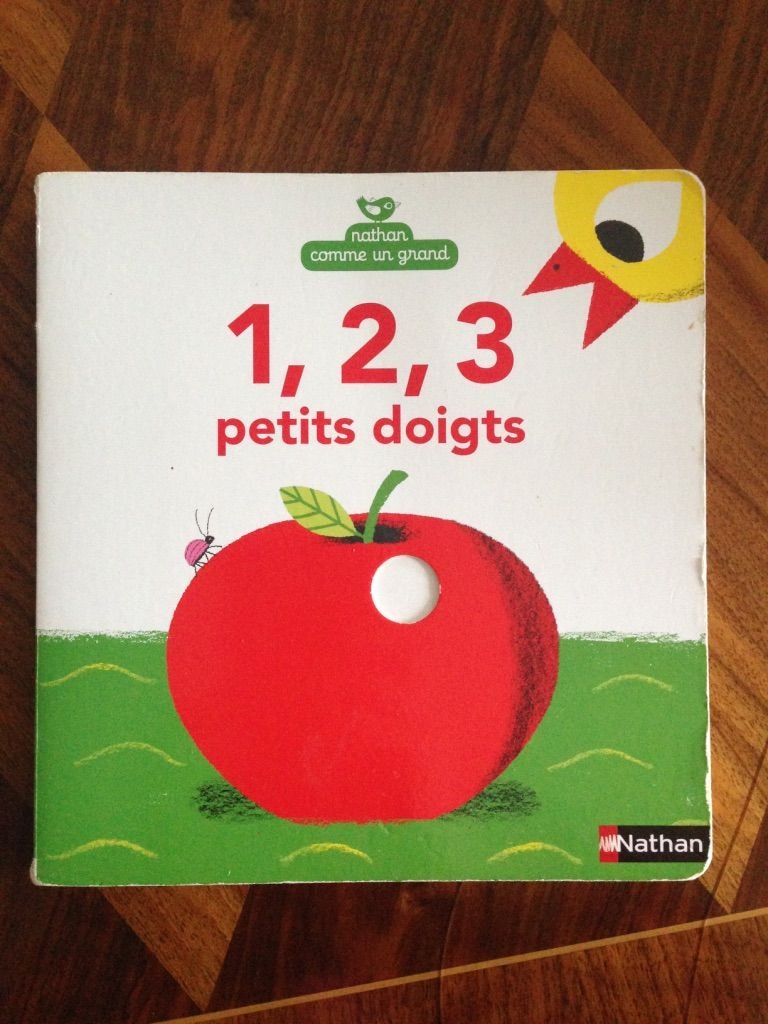 nathan
comme un grand
1, 2, 3
petits doigts
Nathan